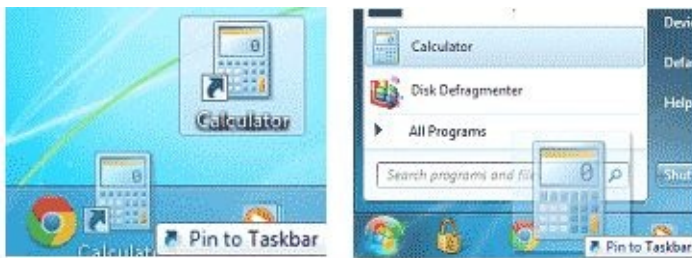 Calculator
Calculat
Pin to Taskbar
Calculator
Disk Defragmenter
All Programs
Search programs and fil
Devi
Defa
Help
Shut
Pin to Taskbar